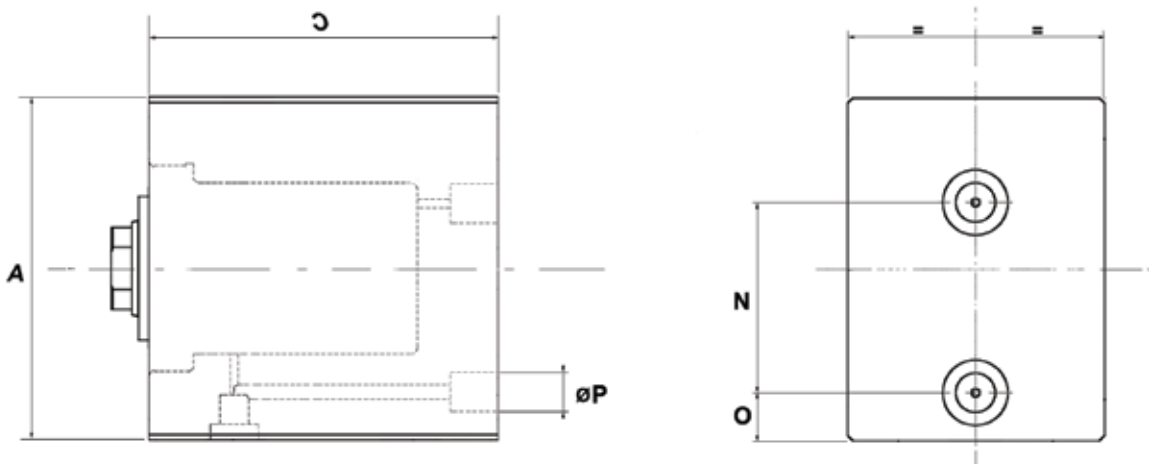 C
= =
A
N
øP
O